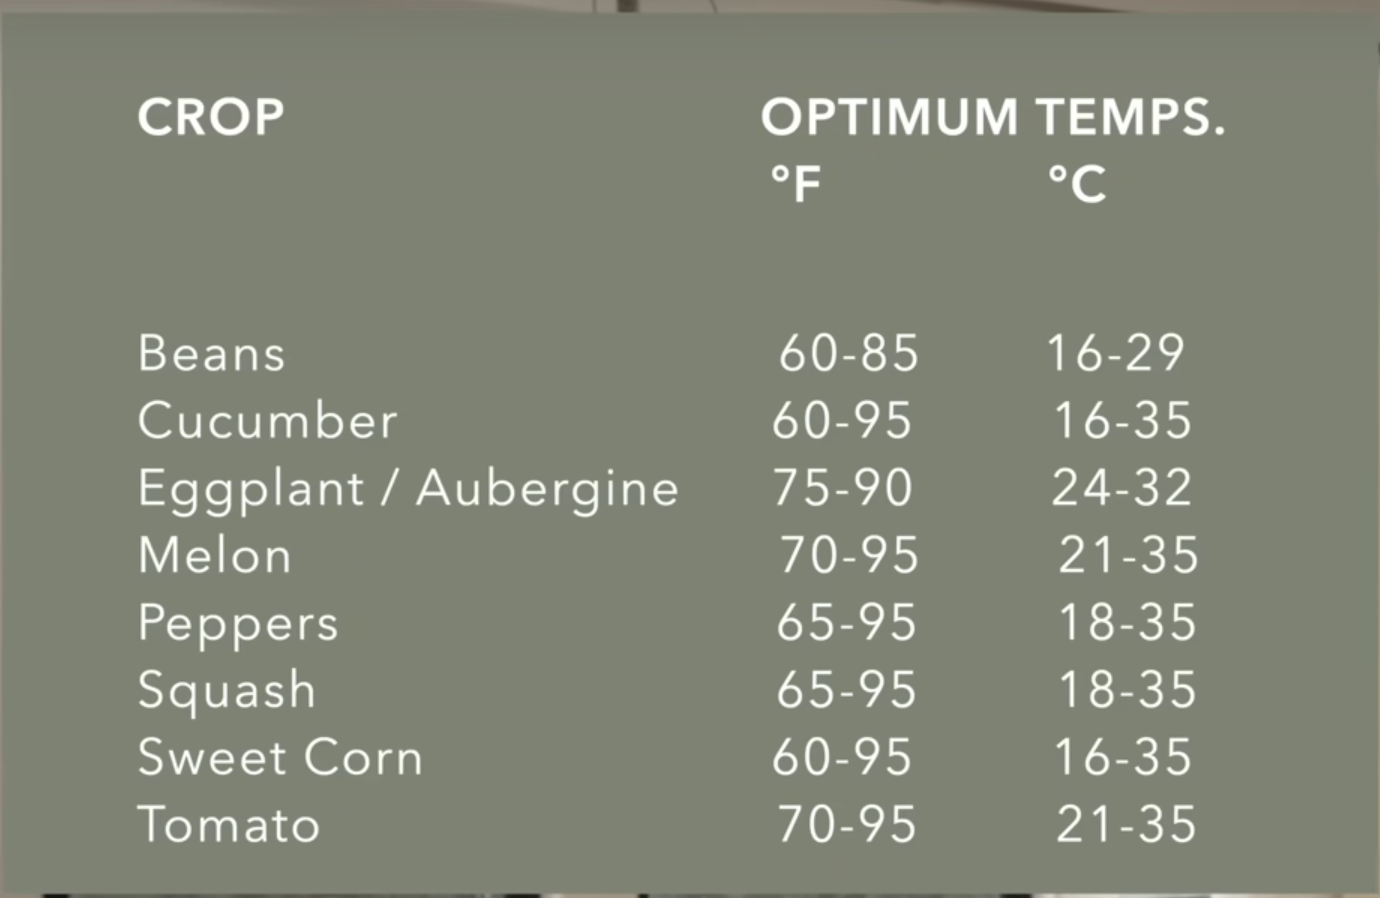 CROP OPTIMUM TEMPS.
°F °C
Beans 60-85 16-29
Cucumber 60-95 16-35
Eggplant / Aubergine 75-90 24-32
Melon 70-95 21-35
Peppers 65-95 18-35
Squash 65-95 18-35
Sweet Corn 60-95 16-35
Tomato 70-95 21-35